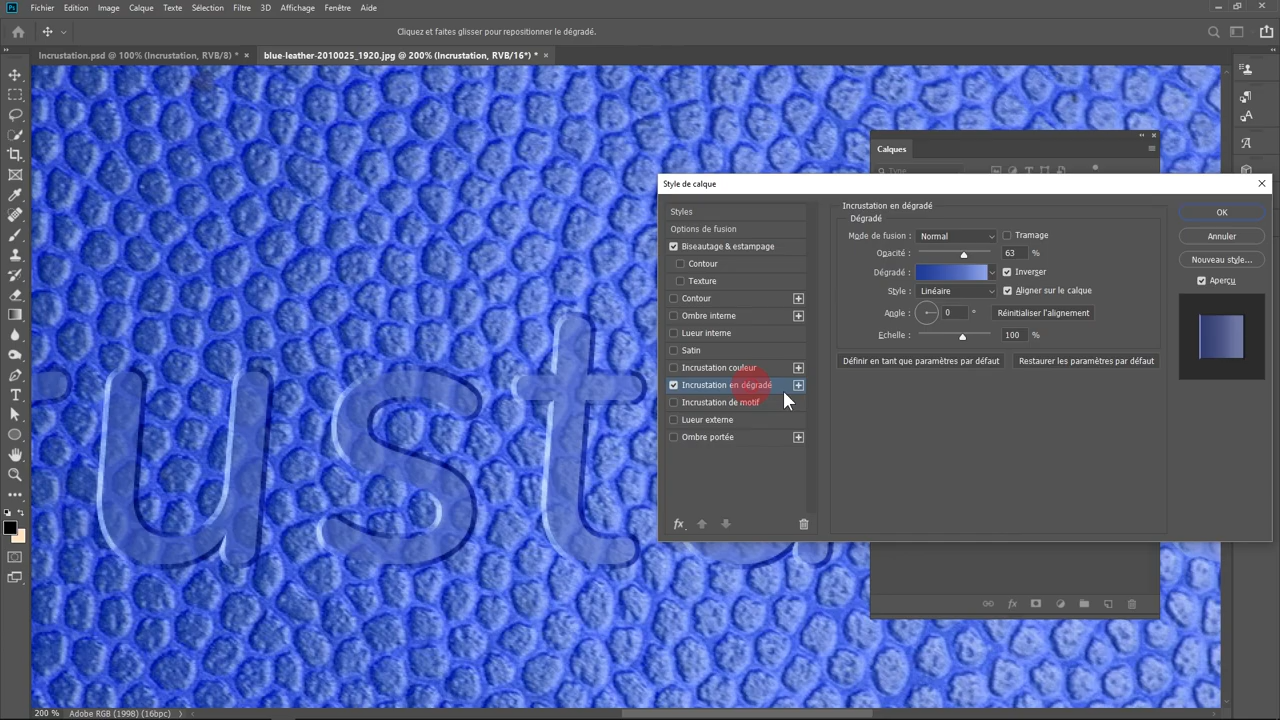 Ps Fichier Edition Image Calque Texte Sélection Filtre 3D Affichage Fenêtre Aide
Cliquez et faites glisser pour repositionner le dégradé.
Incrustation.psd @ 100% (Incrustation, RVB/8) * × blue-leather-2010025_1920.jpg @ 200% (Incrustation, RVB/16*) * ×
Calques
Type
ust
Style de calque
Styles
Options de fusion
Biseautage & estampage
Contour
Texture
Contour
Ombre interne
Lueur interne
Satin
Incrustation couleur
Incrustation en dégradé
Incrustation de motif
Lueur externe
Ombre portée
fx
Incrustation en dégradé
Dégradé
Mode de fusion : Normal Tramage
Opacité : 63 %
Dégradé : Inverser
Style : Linéaire Aligner sur le calque
Angle : 0 ° Réinitialiser l'alignement
Echelle : 100 %
Définir en tant que paramètres par défaut Restaurer les paramètres par défaut
OK
Annuler
Nouveau style...
Aperçu
fx
200 % Adobe RGB (1998) (16bpc)